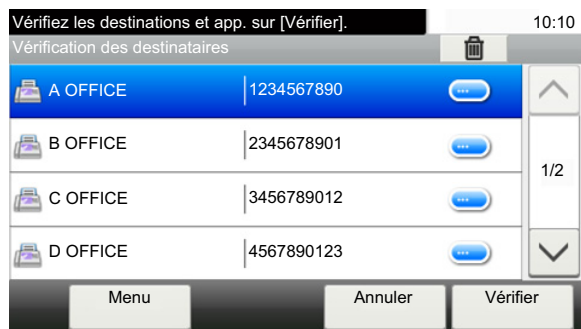 Vérifiez les destinations et app. sur [Vérifier].
10:10
Vérification des destinataires
A OFFICE 1234567890
B OFFICE 2345678901
1/2
C OFFICE 3456789012
D OFFICE 4567890123
Menu Annuler Vérifier